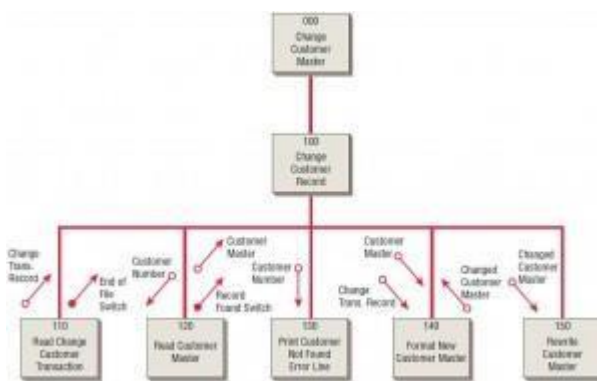 000
Change
Customer
Master
100
Change
Customer
Record
Change
Trans.
Record
End of
File
Switch
Customer
Number
Customer
Master
Record
Found Switch
Customer
Number
Customer
Master
Change
Trans. Record
Changed
Customer
Master
Changed
Customer
Master
110
Read Change
Customer
Transaction
120
Read Customer
Master
130
Print Customer
Not Found
Error Line
140
Format New
Customer Master
150
Rewrite
Customer
Master